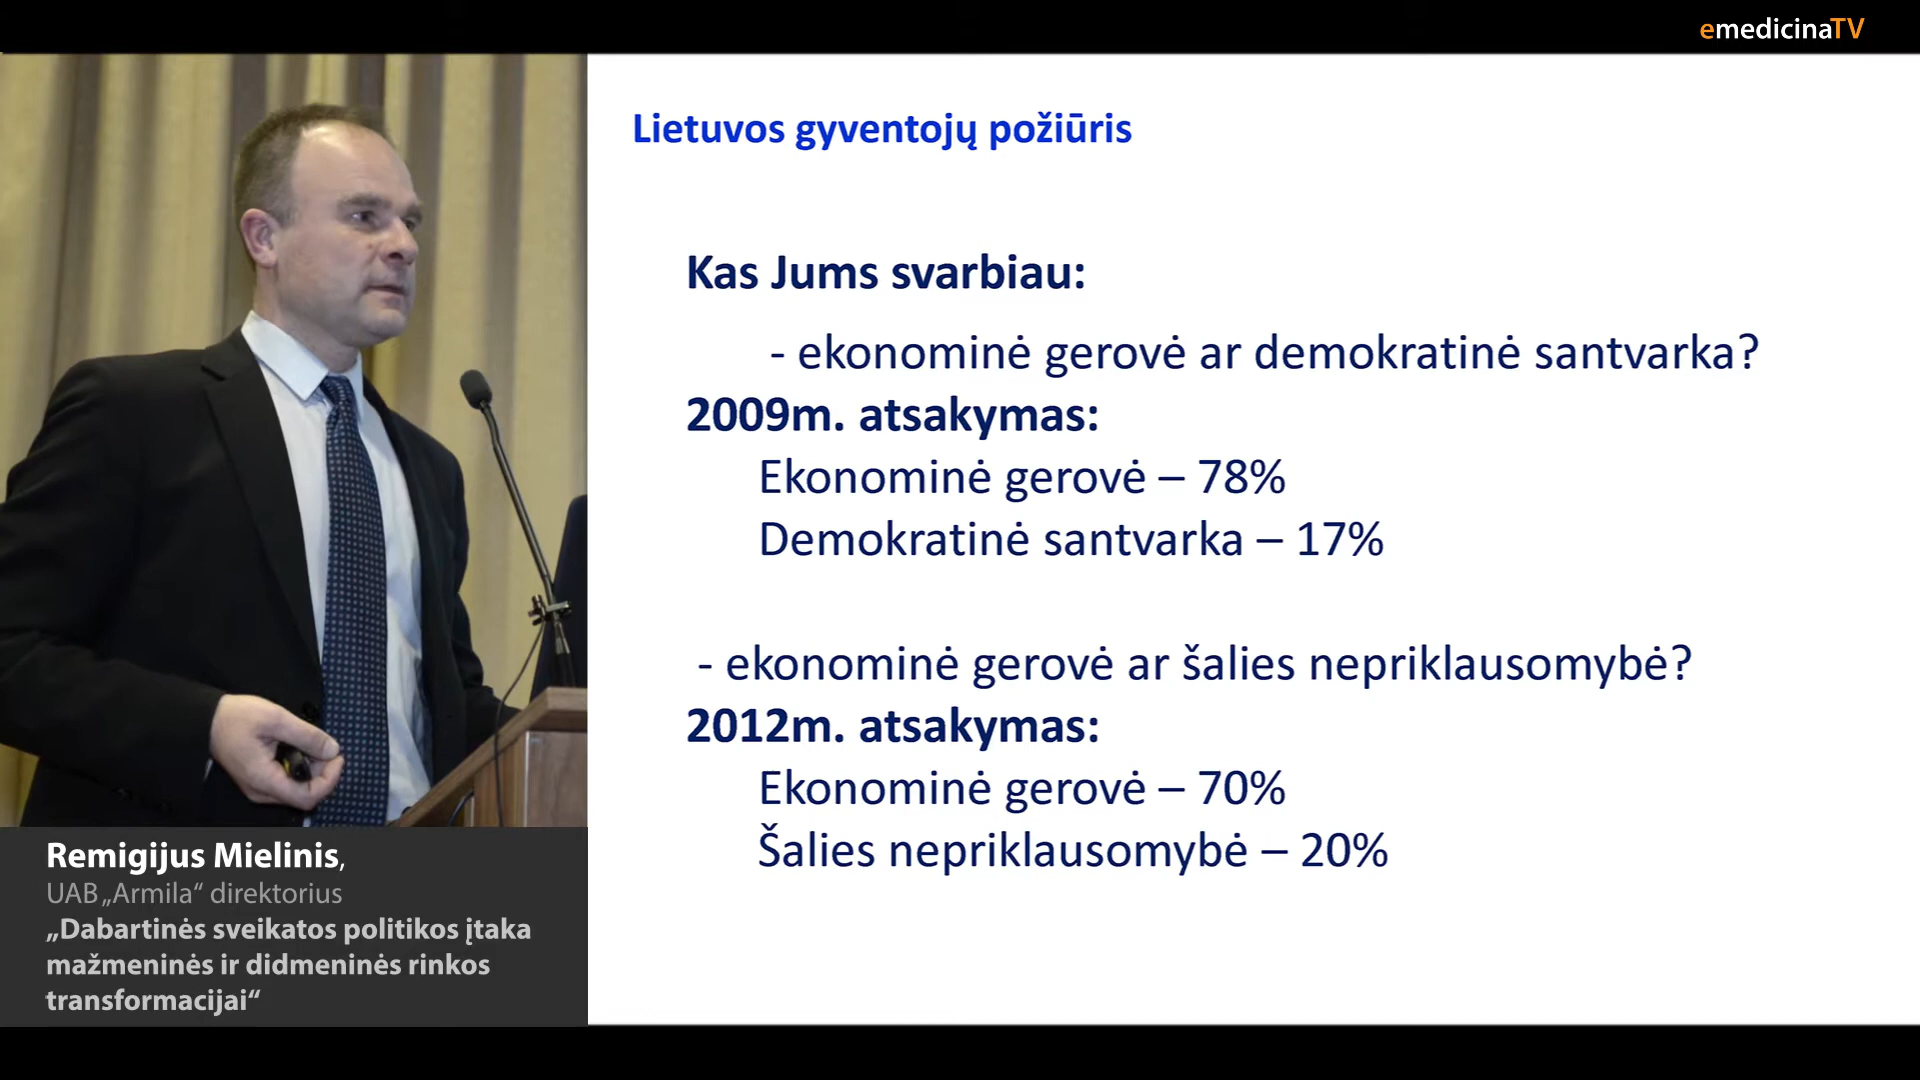 emedicinaTV
Lietuvos gyventojų požiūris
Kas Jums svarbiau:
- ekonominė gerovė ar demokratinė santvarka?
2009m. atsakymas:
Ekonominė gerovė – 78%
Demokratinė santvarka – 17%
- ekonominė gerovė ar šalies nepriklausomybė?
2012m. atsakymas:
Ekonominė gerovė – 70%
Šalies nepriklausomybė – 20%
Remigijus Mielinis,
UAB „Armila“ direktorius
„Dabartinės sveikatos politikos įtaka
mažmeninės ir didmeninės rinkos
transformacijai“